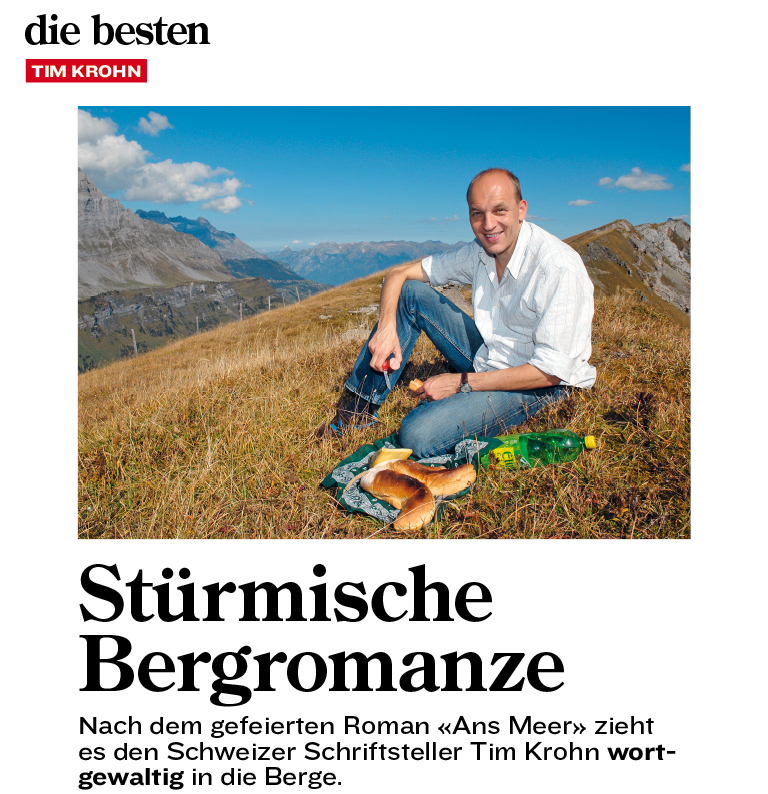 die besten
TIM KROHN
Stürmische
Bergromanze
Nach dem gefeierten Roman «Ans Meer» zieht
es den Schweizer Schriftsteller Tim Krohn wort-
gewaltig in die Berge.